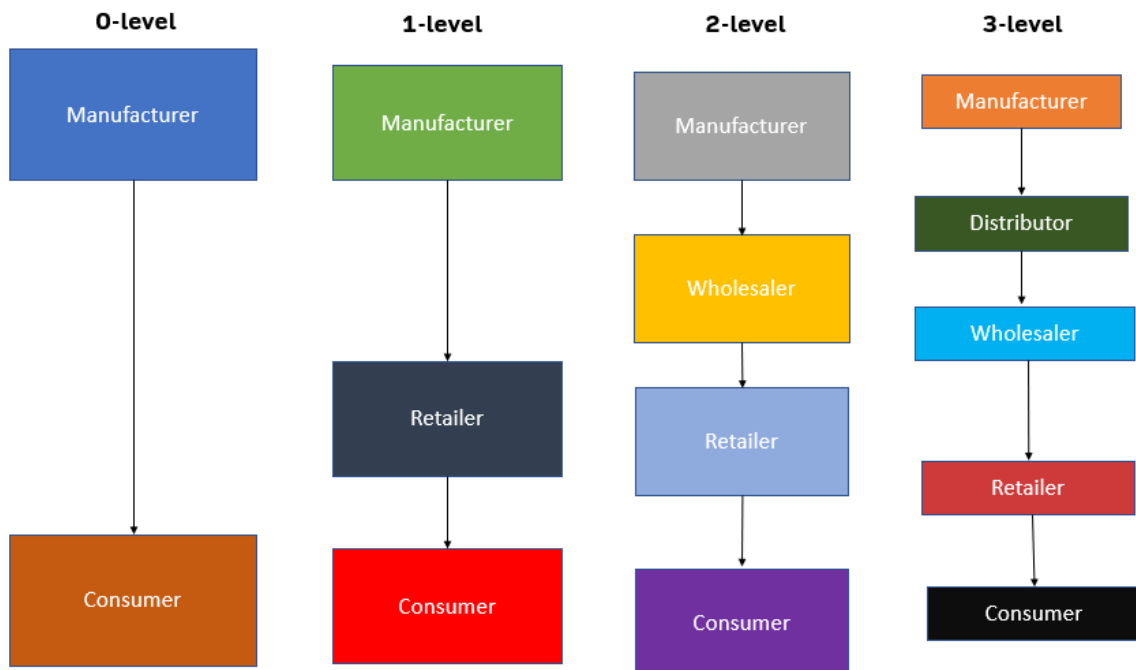 0-level
1-level
2-level
3-level
Manufacturer
Consumer
Manufacturer
Retailer
Consumer
Manufacturer
Wholesaler
Retailer
Consumer
Manufacturer
Distributor
Wholesaler
Retailer
Consumer